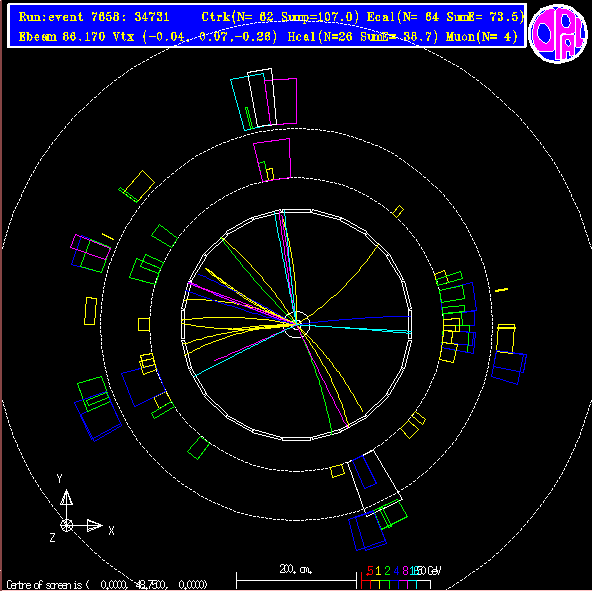 Run:event 7658: 34731 Ctrk(N= 62 Sump=107.0) Ecal(N= 64 SumE= 73.5)
Ebeam 86.170 Vtx (-0.04, 0.07,-0.26) Hcal(N=26 SumE= 38.7) Muon(N= 4)
OPAL
Y
X
Z
200. cm.
.5 1 2 4 8
GeV
Centre of screen is ( 0.0000, 48.7500, 0.0000)